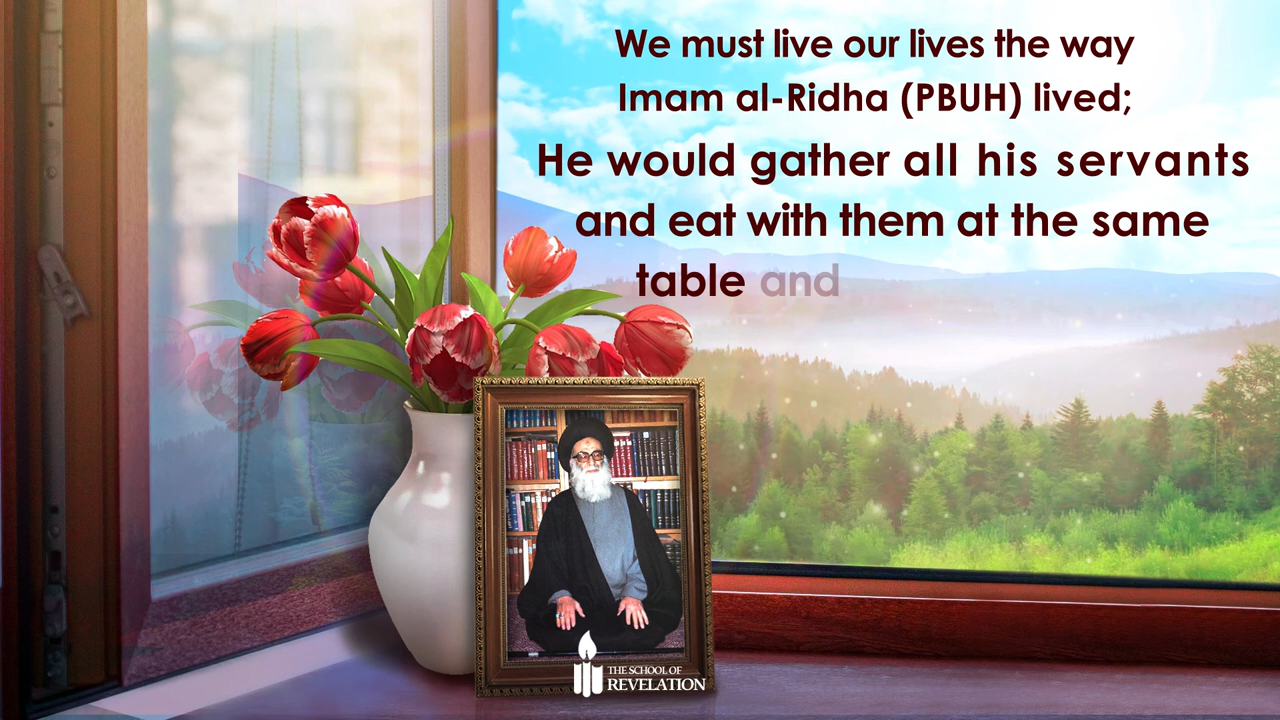 We must live our lives the way
Imam al-Ridha (PBUH) lived;
He would gather all his servants
and eat with them at the same
table and
THE SCHOOL OF
REVELATION